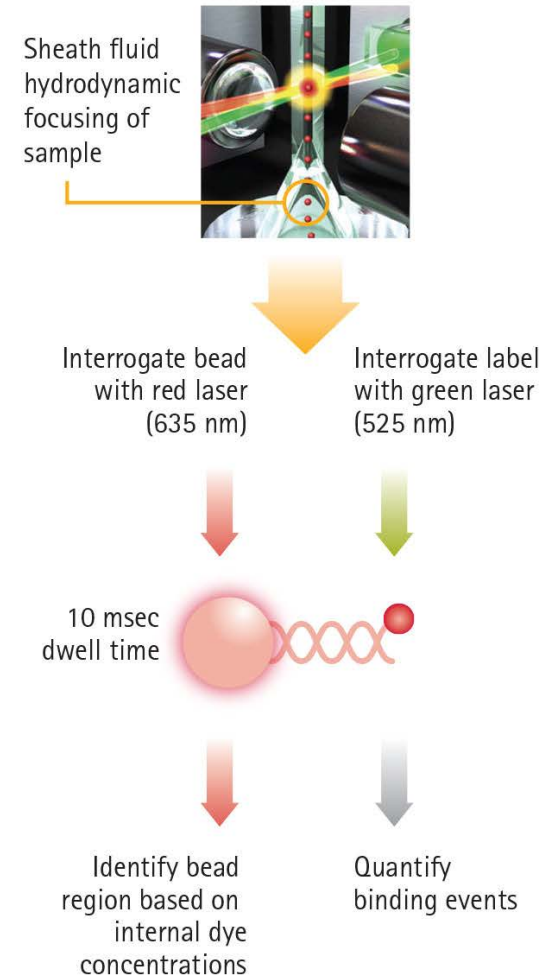 Sheath fluid
hydrodynamic
focusing of
sample
Interrogate bead
with red laser
(635 nm)
Interrogate label
with green laser
(525 nm)
10 msec
dwell time
Identify bead
region based on
internal dye
concentrations
Quantify
binding events